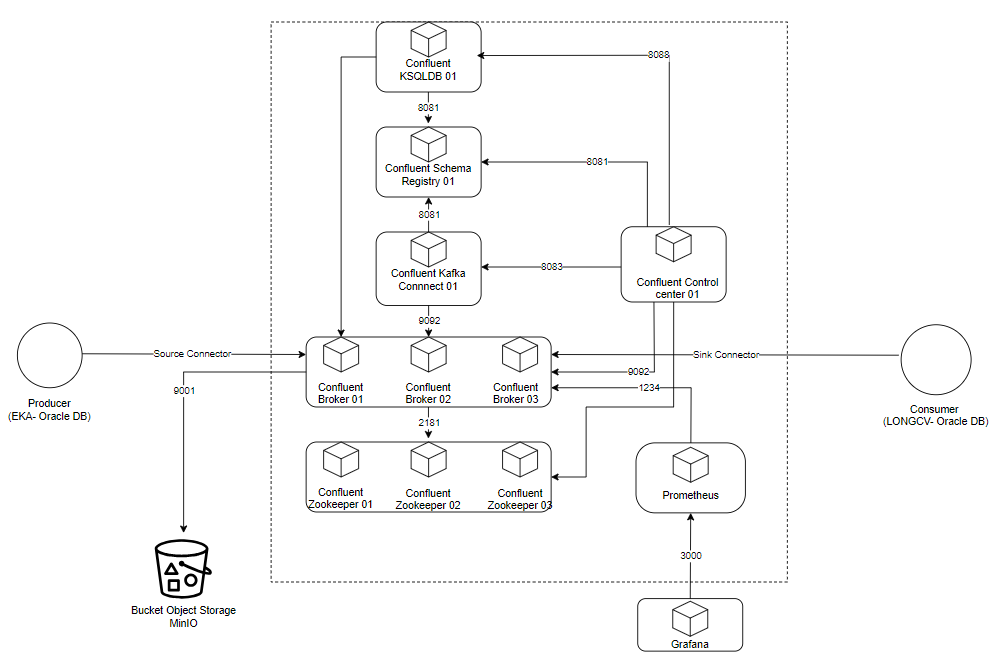 Confluent
KSQLDB 01
8088
8081
Confluent Schema
Registry 01
8081
8081
Confluent Kafka
Connnect 01
8083
Confluent Control
center 01
9092
Source Connector
Sink Connector
Confluent
Broker 01
Confluent
Broker 02
Confluent
Broker 03
9092
1234
9001
Producer
(EKA- Oracle DB)
Consumer
(LONGCV- Oracle DB)
2181
Confluent
Zookeeper 01
Confluent
Zookeeper 02
Confluent
Zookeeper 03
Prometheus
3000
Bucket Object Storage
MinIO
Grafana